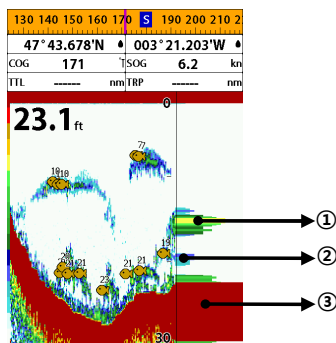 130 140 150 160 170 S 190 200 210 2
47°43.678'N 003°21.203'W
COG 171 °T SOG 6.2 kn
TTL ------ nm TRP ------ nm
0
23.1 ft
77
10 110
①
19
②
20 21 21 21 21
23
③
30